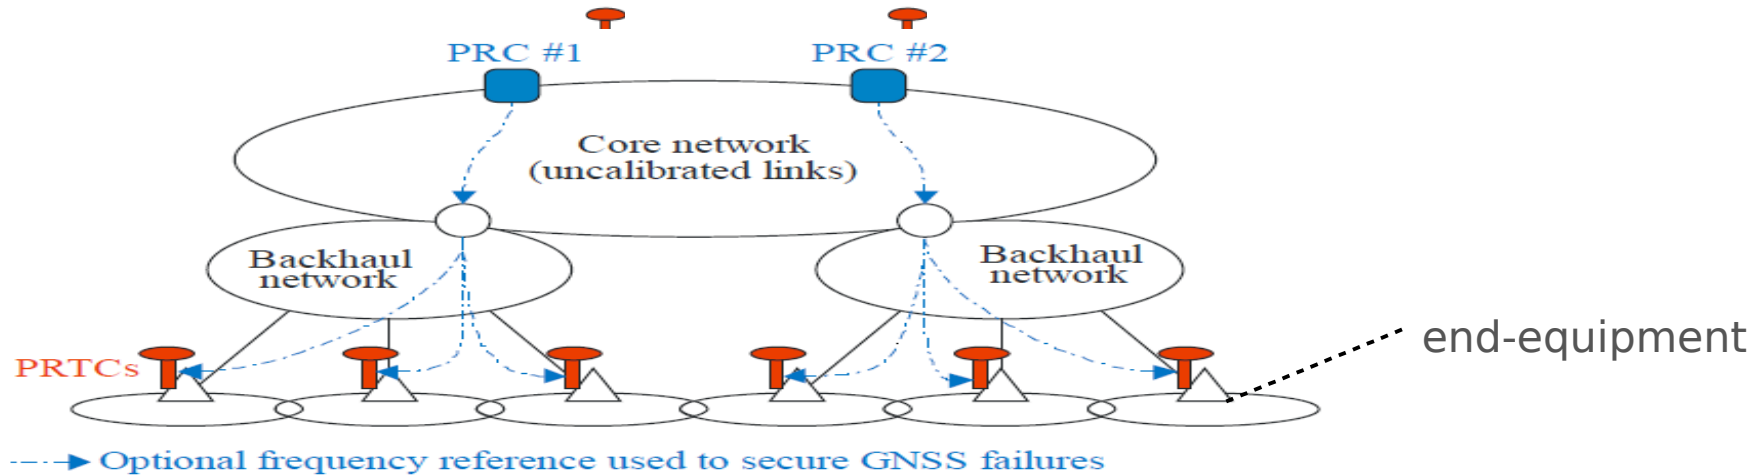 PRC #1
PRC #2
Core network
(uncalibrated links)
Backhaul
network
Backhaul
network
end-equipment
PRTCs
Optional frequency reference used to secure GNSS failures